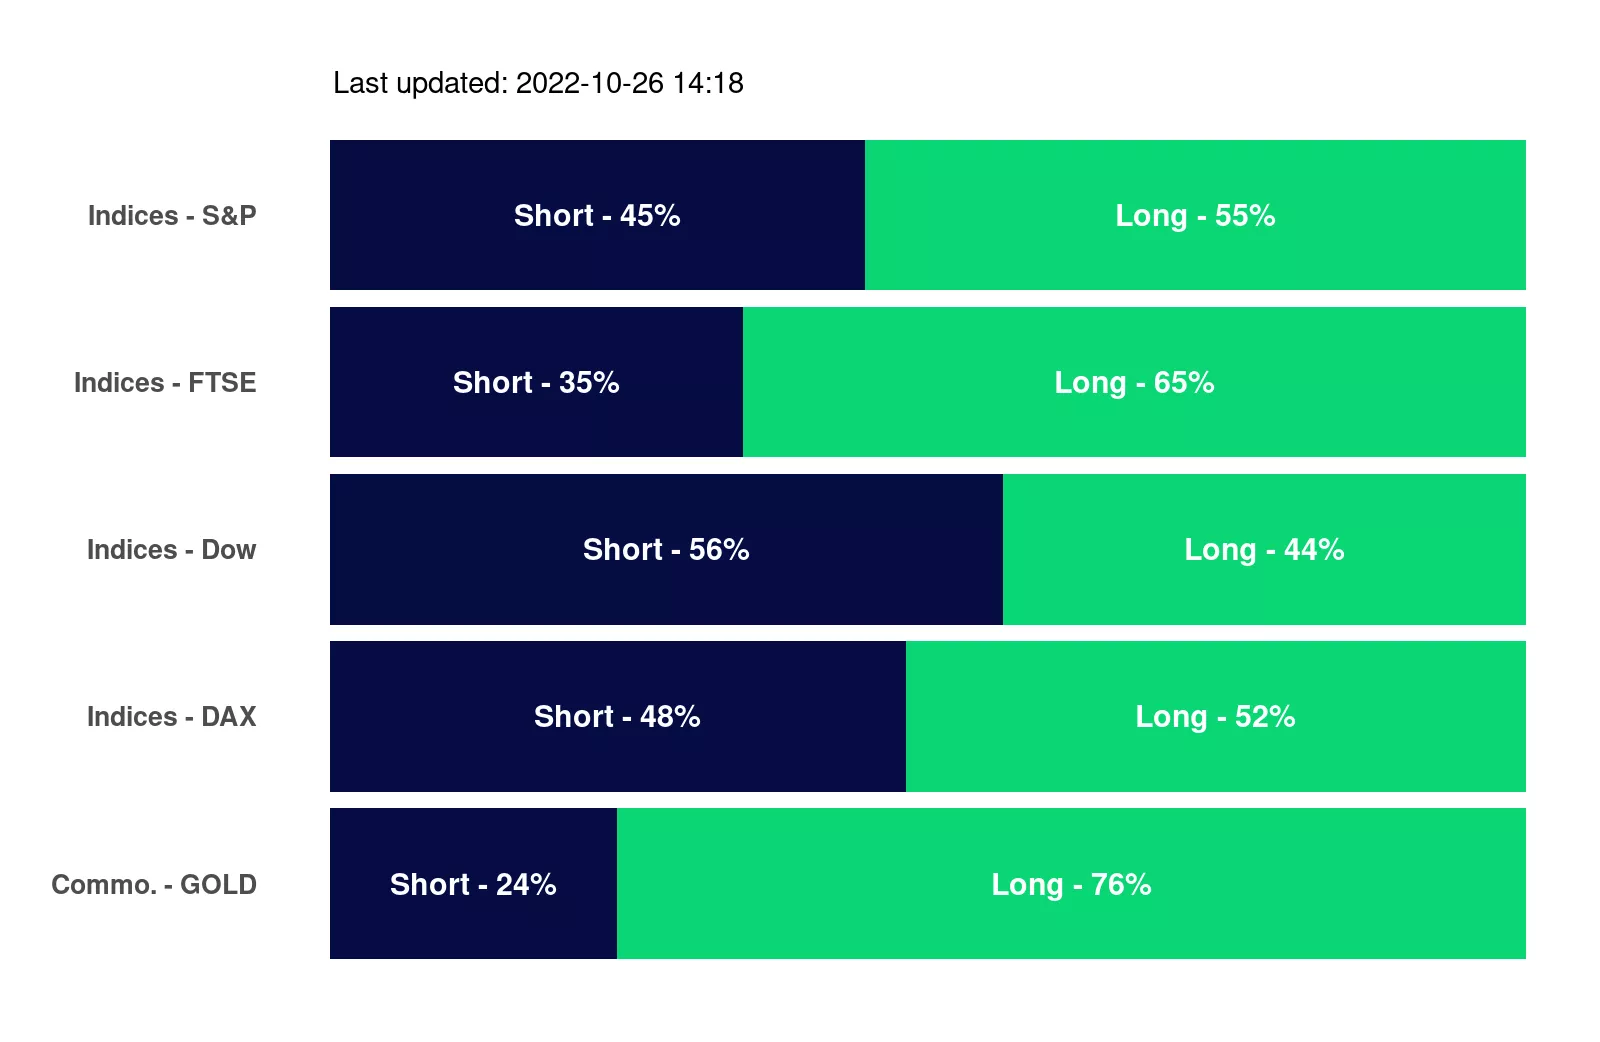 Last updated: 2022-10-26 14:18
Indices - S&P Short - 45% Long - 55%
Indices - FTSE Short - 35% Long - 65%
Indices - Dow Short - 56% Long - 44%
Indices - DAX Short - 48% Long - 52%
Commo. - GOLD Short - 24% Long - 76%